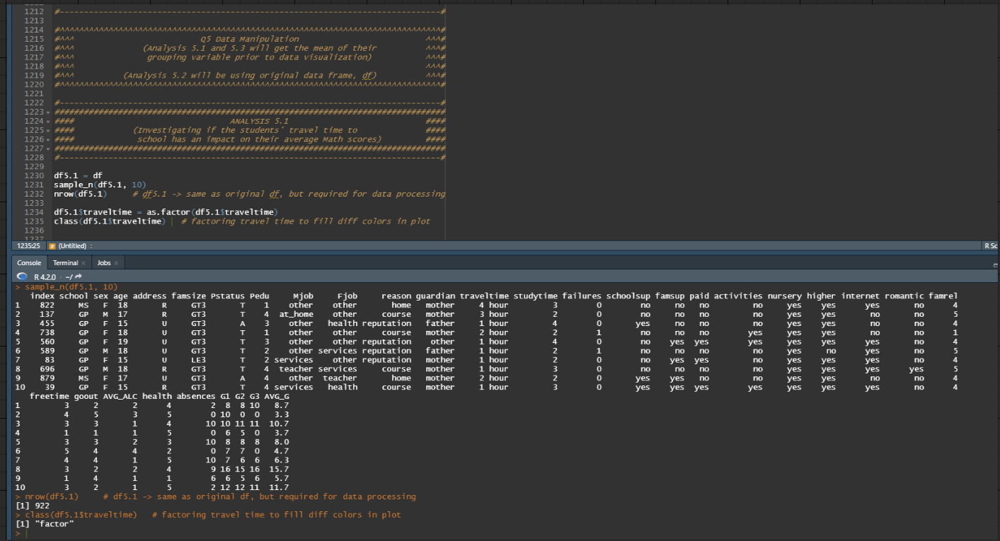 1212 #------------------------------------------------------------------------------#
1213
1214 #^^^^^^^^^^^^^^^^^^^^^^^^^^^^^^^^^^^^^^^^^^^^^^^^^^^^^^^^^^^^^^^^^^^^^^^^^^^^^^#
1215 #^^^ Q5 Data Manipulation ^^^#
1216 #^^^ (Analysis 5.1 and 5.3 will get the mean of their ^^^#
1217 #^^^ grouping variable prior to data visualization) ^^^#
1218 #^^^ ^^^#
1219 #^^^ (Analysis 5.2 will be using original data frame, df) ^^^#
1220 #^^^^^^^^^^^^^^^^^^^^^^^^^^^^^^^^^^^^^^^^^^^^^^^^^^^^^^^^^^^^^^^^^^^^^^^^^^^^^^#
1221
1222 #------------------------------------------------------------------------------#
1223 ################################################################################
1224 #### ANALYSIS 5.1 ####
1225 #### (Investigating if the students' travel time to ####
1226 #### school has an impact on their average Math scores) ####
1227 ################################################################################
1228 #------------------------------------------------------------------------------#
1229
1230 df5.1 = df
1231 sample_n(df5.1, 10)
1232 nrow(df5.1) # df5.1 -> same as original df, but required for data processing
1233
1234 df5.1$traveltime = as.factor(df5.1$traveltime)
1235 class(df5.1$traveltime) # factoring travel time to fill diff colors in plot
1236
1237
1235:25 # (Untitled) R Sc
Console Terminal Jobs
R 4.2.0 · ~/
> sample_n(df5.1, 10)
index school sex age address famsize Pstatus Pedu Mjob Fjob reason guardian traveltime studytime failures schoolsup famsup paid activities nursery higher internet romantic famrel
1 822 MS F 18 R GT3 T 1 other other home mother 4 hour 3 0 no no no no yes yes yes no 4
2 137 GP M 17 R GT3 T 4 at_home other course mother 3 hour 2 0 no no no no yes yes no no 5
3 455 GP F 15 U GT3 A 3 other health reputation father 1 hour 4 0 yes no no no yes yes no no 4
4 738 GP F 18 U GT3 T 1 other other course mother 2 hour 2 1 no no no yes yes yes no no 1
5 560 GP F 19 U GT3 T 3 other other reputation other 1 hour 4 0 no yes yes yes yes yes yes no 4
6 589 GP M 18 U GT3 T 2 other services reputation father 1 hour 2 1 no no no no yes no yes no 5
7 83 GP F 15 U LE3 T 2 services other reputation mother 1 hour 2 0 no yes yes no yes yes yes no 4
8 696 GP M 18 R GT3 T 4 teacher services course mother 1 hour 3 0 no no no no yes yes yes yes 5
9 879 MS F 17 U GT3 A 4 other teacher home mother 2 hour 2 0 yes yes no no yes yes yes no 4
10 39 GP F 15 R GT3 T 4 services health course mother 1 hour 3 0 yes yes yes yes yes yes yes no 4
freetime goout AVG_ALC health absences G1 G2 G3 AVG_G
1 3 2 2 4 2 8 8 10 8.7
2 4 5 3 5 0 10 0 0 3.3
3 3 3 1 4 10 10 11 11 10.7
4 1 1 1 5 0 6 5 0 3.7
5 3 3 2 3 10 8 8 8 8.0
6 5 4 4 2 0 7 7 0 4.7
7 4 4 1 5 10 7 6 6 6.3
8 3 2 2 4 9 16 15 16 15.7
9 1 4 1 1 6 6 5 6 5.7
10 3 2 1 5 2 12 12 11 11.7
> nrow(df5.1) # df5.1 -> same as original df, but required for data processing
[1] 922
> class(df5.1$traveltime) # factoring travel time to fill diff colors in plot
[1] "factor"
>